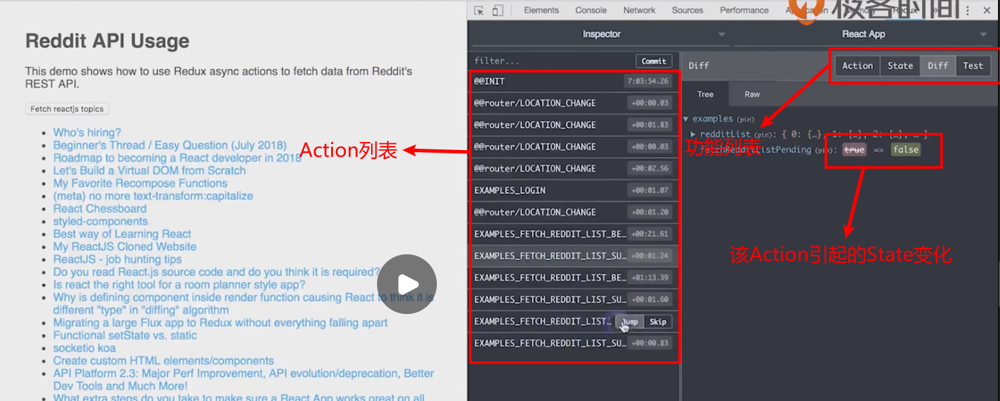 Reddit API Usage
This demo shows how to use Redux async actions to fetch data from Reddit's
REST API.
Fetch reactjs topics
Who's hiring?
Beginner's Thread / Easy Question (July 2018)
Roadmap to becoming a React developer in 2018
Let's Build a Virtual DOM from Scratch
My Favorite Recompose Functions
(meta) no more text-transform:capitalize
React Chessboard
styled-components
Best way of Learning React
My ReactJS Cloned Website
ReactJS - job hunting tips
Do you read React.js source code and do you think it is required?
Is react the right tool for a room planner style app?
Why is defining component inside render function causing React to think it is
different "type" in "diffing" algorithm
Migrating a large Flux app to Redux without everything falling apart
Functional setState vs. static
socketio koa
Create custom HTML elements/components
API Platform 2.3: Major Perf Improvement, API evolution/deprecation, Better
Dev Tools and Much More!
What extra steps do you take to make sure a React App works great on all
Action列表
Elements Console Network Sources Performance Application Memory Redux
极客时间
Inspector React App
filter... Commit
@@INIT 7:03:54.26
@@router/LOCATION_CHANGE +00:00.03
@@router/LOCATION_CHANGE +00:01.83
@@router/LOCATION_CHANGE +00:00.03
@@router/LOCATION_CHANGE +00:02.56
EXAMPLES_LOGIN +00:01.07
@@router/LOCATION_CHANGE +00:01.20
EXAMPLES_FETCH_REDDIT_LIST_BE… +00:21.61
EXAMPLES_FETCH_REDDIT_LIST_SU… +00:01.24
EXAMPLES_FETCH_REDDIT_LIST_BE… +01:13.39
EXAMPLES_FETCH_REDDIT_LIST_SU… +00:01.60
EXAMPLES_FETCH_REDDIT_LIST… Jump Skip
EXAMPLES_FETCH_REDDIT_LIST_SU… +00:00.83
Diff Action State Diff Test
Tree Raw
examples (pin)
redditList (pin): { 0: {…}, 1: {…}, 2: {…}, … }
功能列表
fetchRedditListPending (pin): true => false
该Action引起的State变化